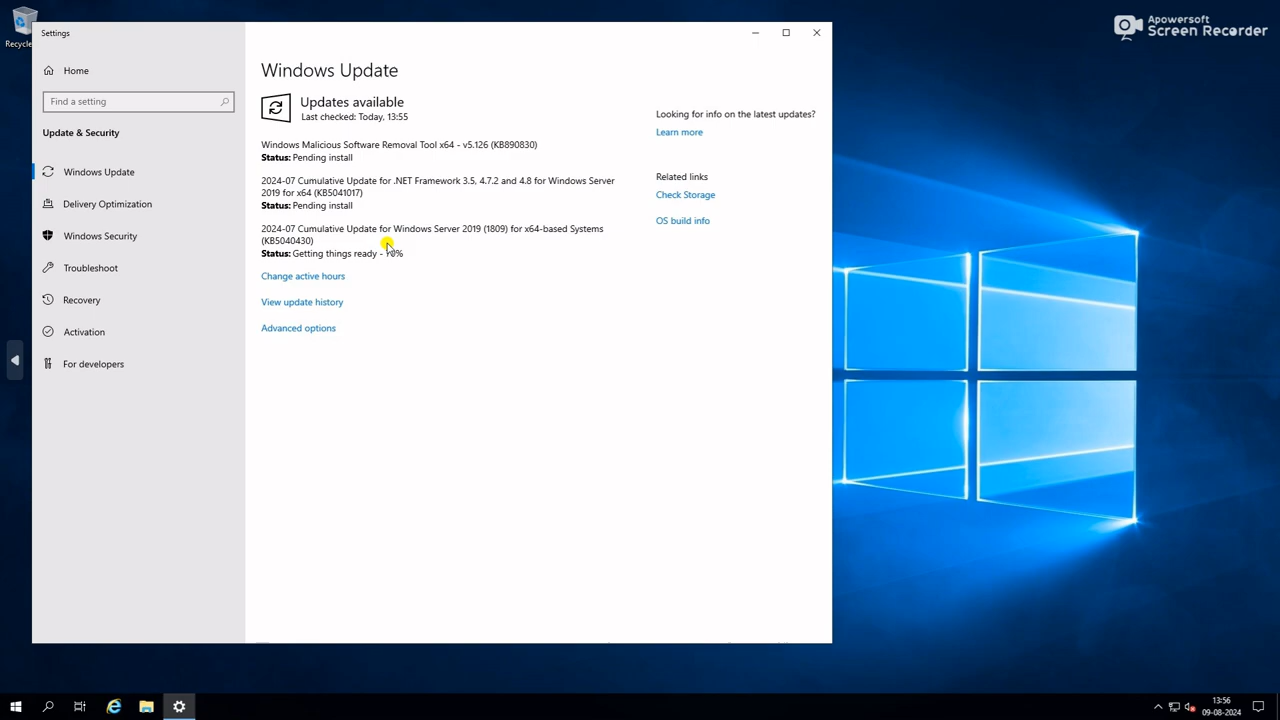 Recycle
Settings
Home
Find a setting
Update & Security
Windows Update
Delivery Optimization
Windows Security
Troubleshoot
Recovery
Activation
For developers
Windows Update
Updates available
Last checked: Today, 13:55
Windows Malicious Software Removal Tool x64 - v5.126 (KB890830)
Status: Pending install
2024-07 Cumulative Update for .NET Framework 3.5, 4.7.2 and 4.8 for Windows Server
2019 for x64 (KB5041017)
Status: Pending install
2024-07 Cumulative Update for Windows Server 2019 (1809) for x64-based Systems
(KB5040430)
Status: Getting things ready -
Change active hours
View update history
Advanced options
Looking for info on the latest updates?
Learn more
Related links
Check Storage
OS build info
Apowersoft
Screen Recorder
13:56
09-08-2024